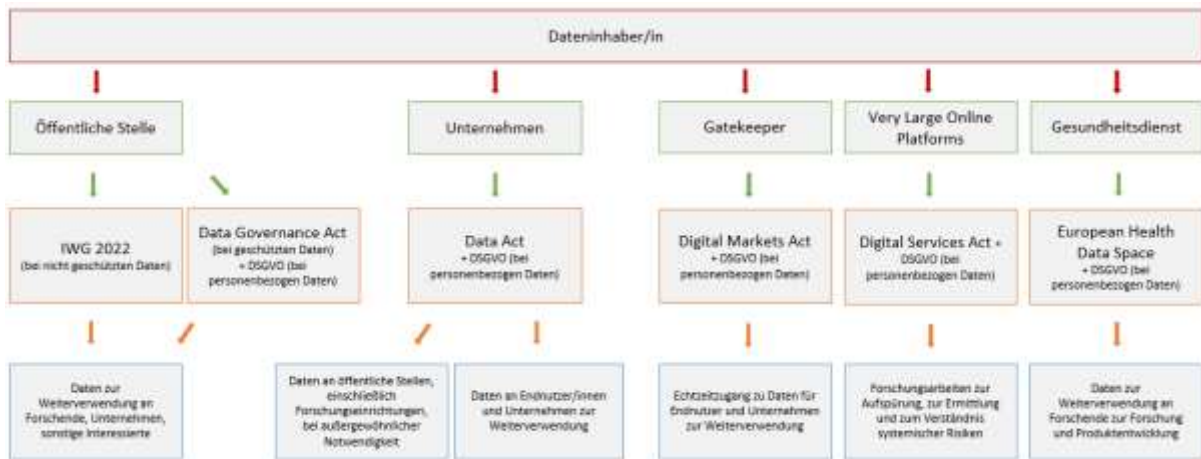 Dateninhaber/in
Öffentliche Stelle
Unternehmen
Gatekeeper
Very Large Online
Platforms
Gesundheitsdienst
IWG 2022
(bei nicht geschützten Daten)
Data Governance Act
(bei geschützten Daten)
+ DSGVO (bei
personenbezogen Daten)
Data Act
+ DSGVO (bei
personenbezogen Daten)
Digital Markets Act
+ DSGVO (bei
personenbezogen Daten)
Digital Services Act +
DSGVO (bei
personenbezogen Daten)
European Health
Data Space
+ DSGVO (bei
personenbezogen Daten)
Daten zur
Weiterverwendung an
Forschende, Unternehmen,
sonstige Interessierte
Daten an öffentliche Stellen,
einschließlich
Forschungseinrichtungen,
bei außergewöhnlicher
Notwendigkeit
Daten an Endnutzer/innen
und Unternehmen zur
Weiterverwendung
Echtzeitzugang zu Daten für
Endnutzer und Unternehmen
zur Weiterverwendung
Forschungsarbeiten zur
Aufspürung, zur Ermittlung
und zum Verständnis
systemischer Risiken
Daten zur
Weiterverwendung an
Forschende zur Forschung
und Produktentwicklung